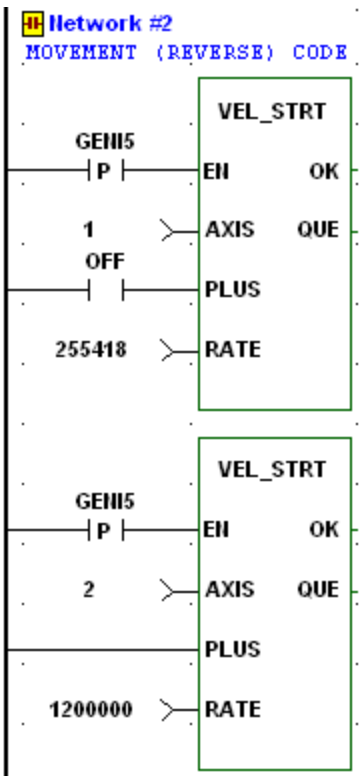 Network #2
MOVEMENT (REVERSE) CODE
VEL_STRT
GENI5
P
EN OK
1 AXIS QUE
OFF
PLUS
255418 RATE
VEL_STRT
GENI5
P
EN OK
2 AXIS QUE
PLUS
1200000 RATE